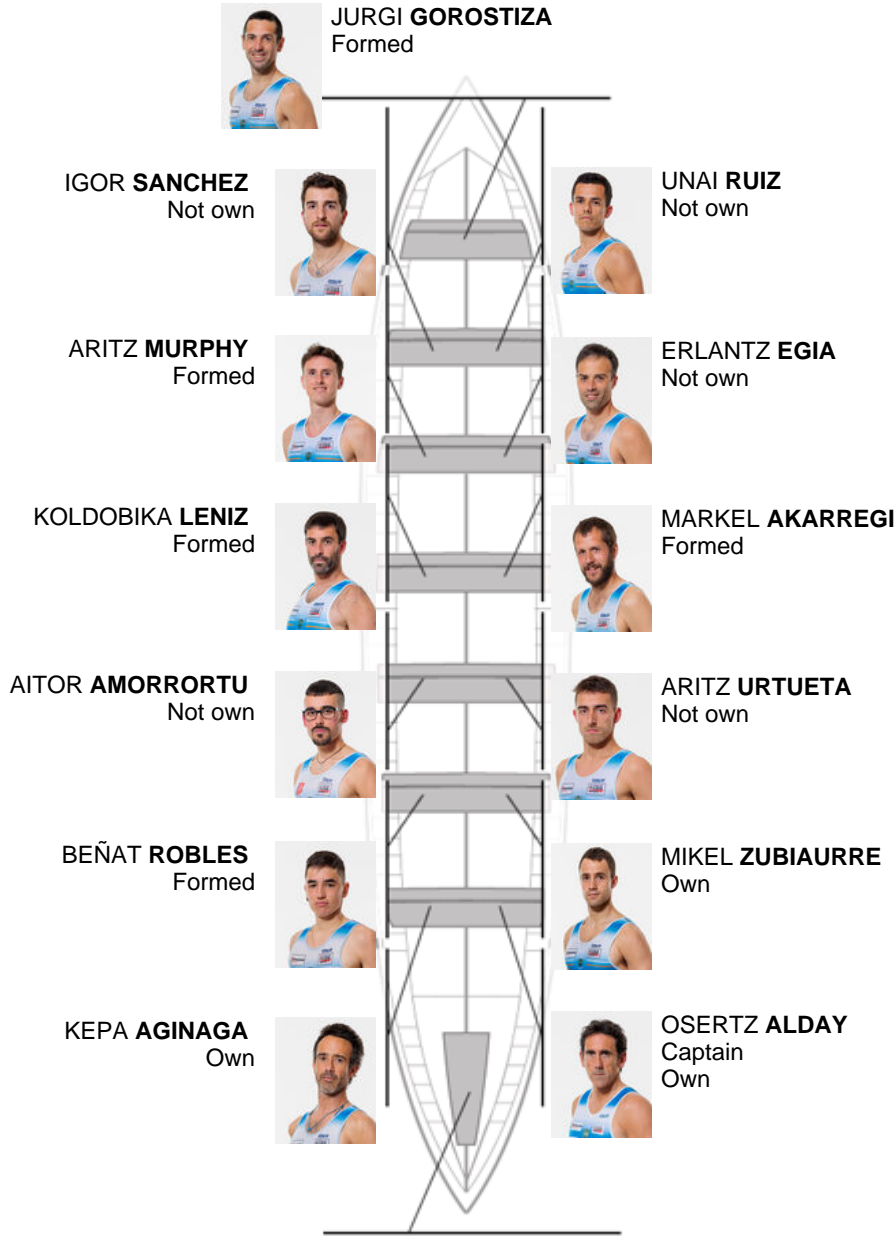 JURGI GOROSTIZA
Formed
IGOR SANCHEZ
Not own
UNAI RUIZ
Not own
ARITZ MURPHY
Formed
ERLANTZ EGIA
Not own
KOLDOBIKA LENIZ
Formed
MARKEL AKARREGI
Formed
AITOR AMORRORTU
Not own
ARITZ URTUETA
Not own
BEÑAT ROBLES
Formed
MIKEL ZUBIAURRE
Own
KEPA AGINAGA
Own
OSERTZ ALDAY
Captain
Own